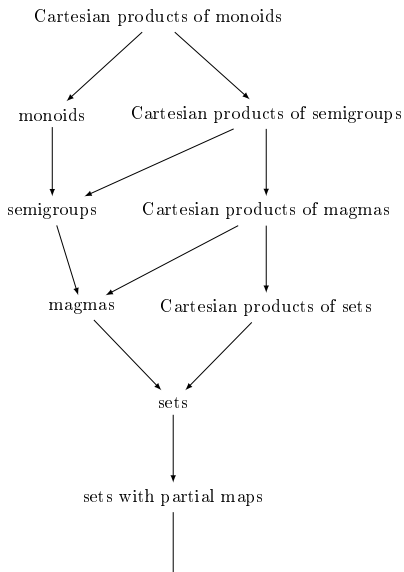 Cartesian products of monoids
monoids
Cartesian products of semigroups
semigroups
Cartesian products of magmas
magmas
Cartesian products of sets
sets
sets with partial maps